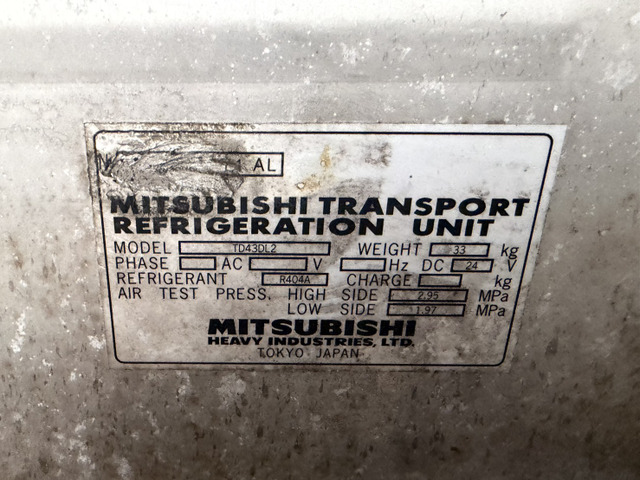 AL
MITSUBISHI TRANSPORT
REFRIGERATION UNIT
MODEL TD43DL2 WEIGHT 33 kg
PHASE AC V Hz DC 24 V
REFRIGERANT R404A CHARGE kg
AIR TEST PRESS. HIGH SIDE 2.95 MPa
LOW SIDE 1.97 MPa
MITSUBISHI
HEAVY INDUSTRIES, LTD.
TOKYO JAPAN